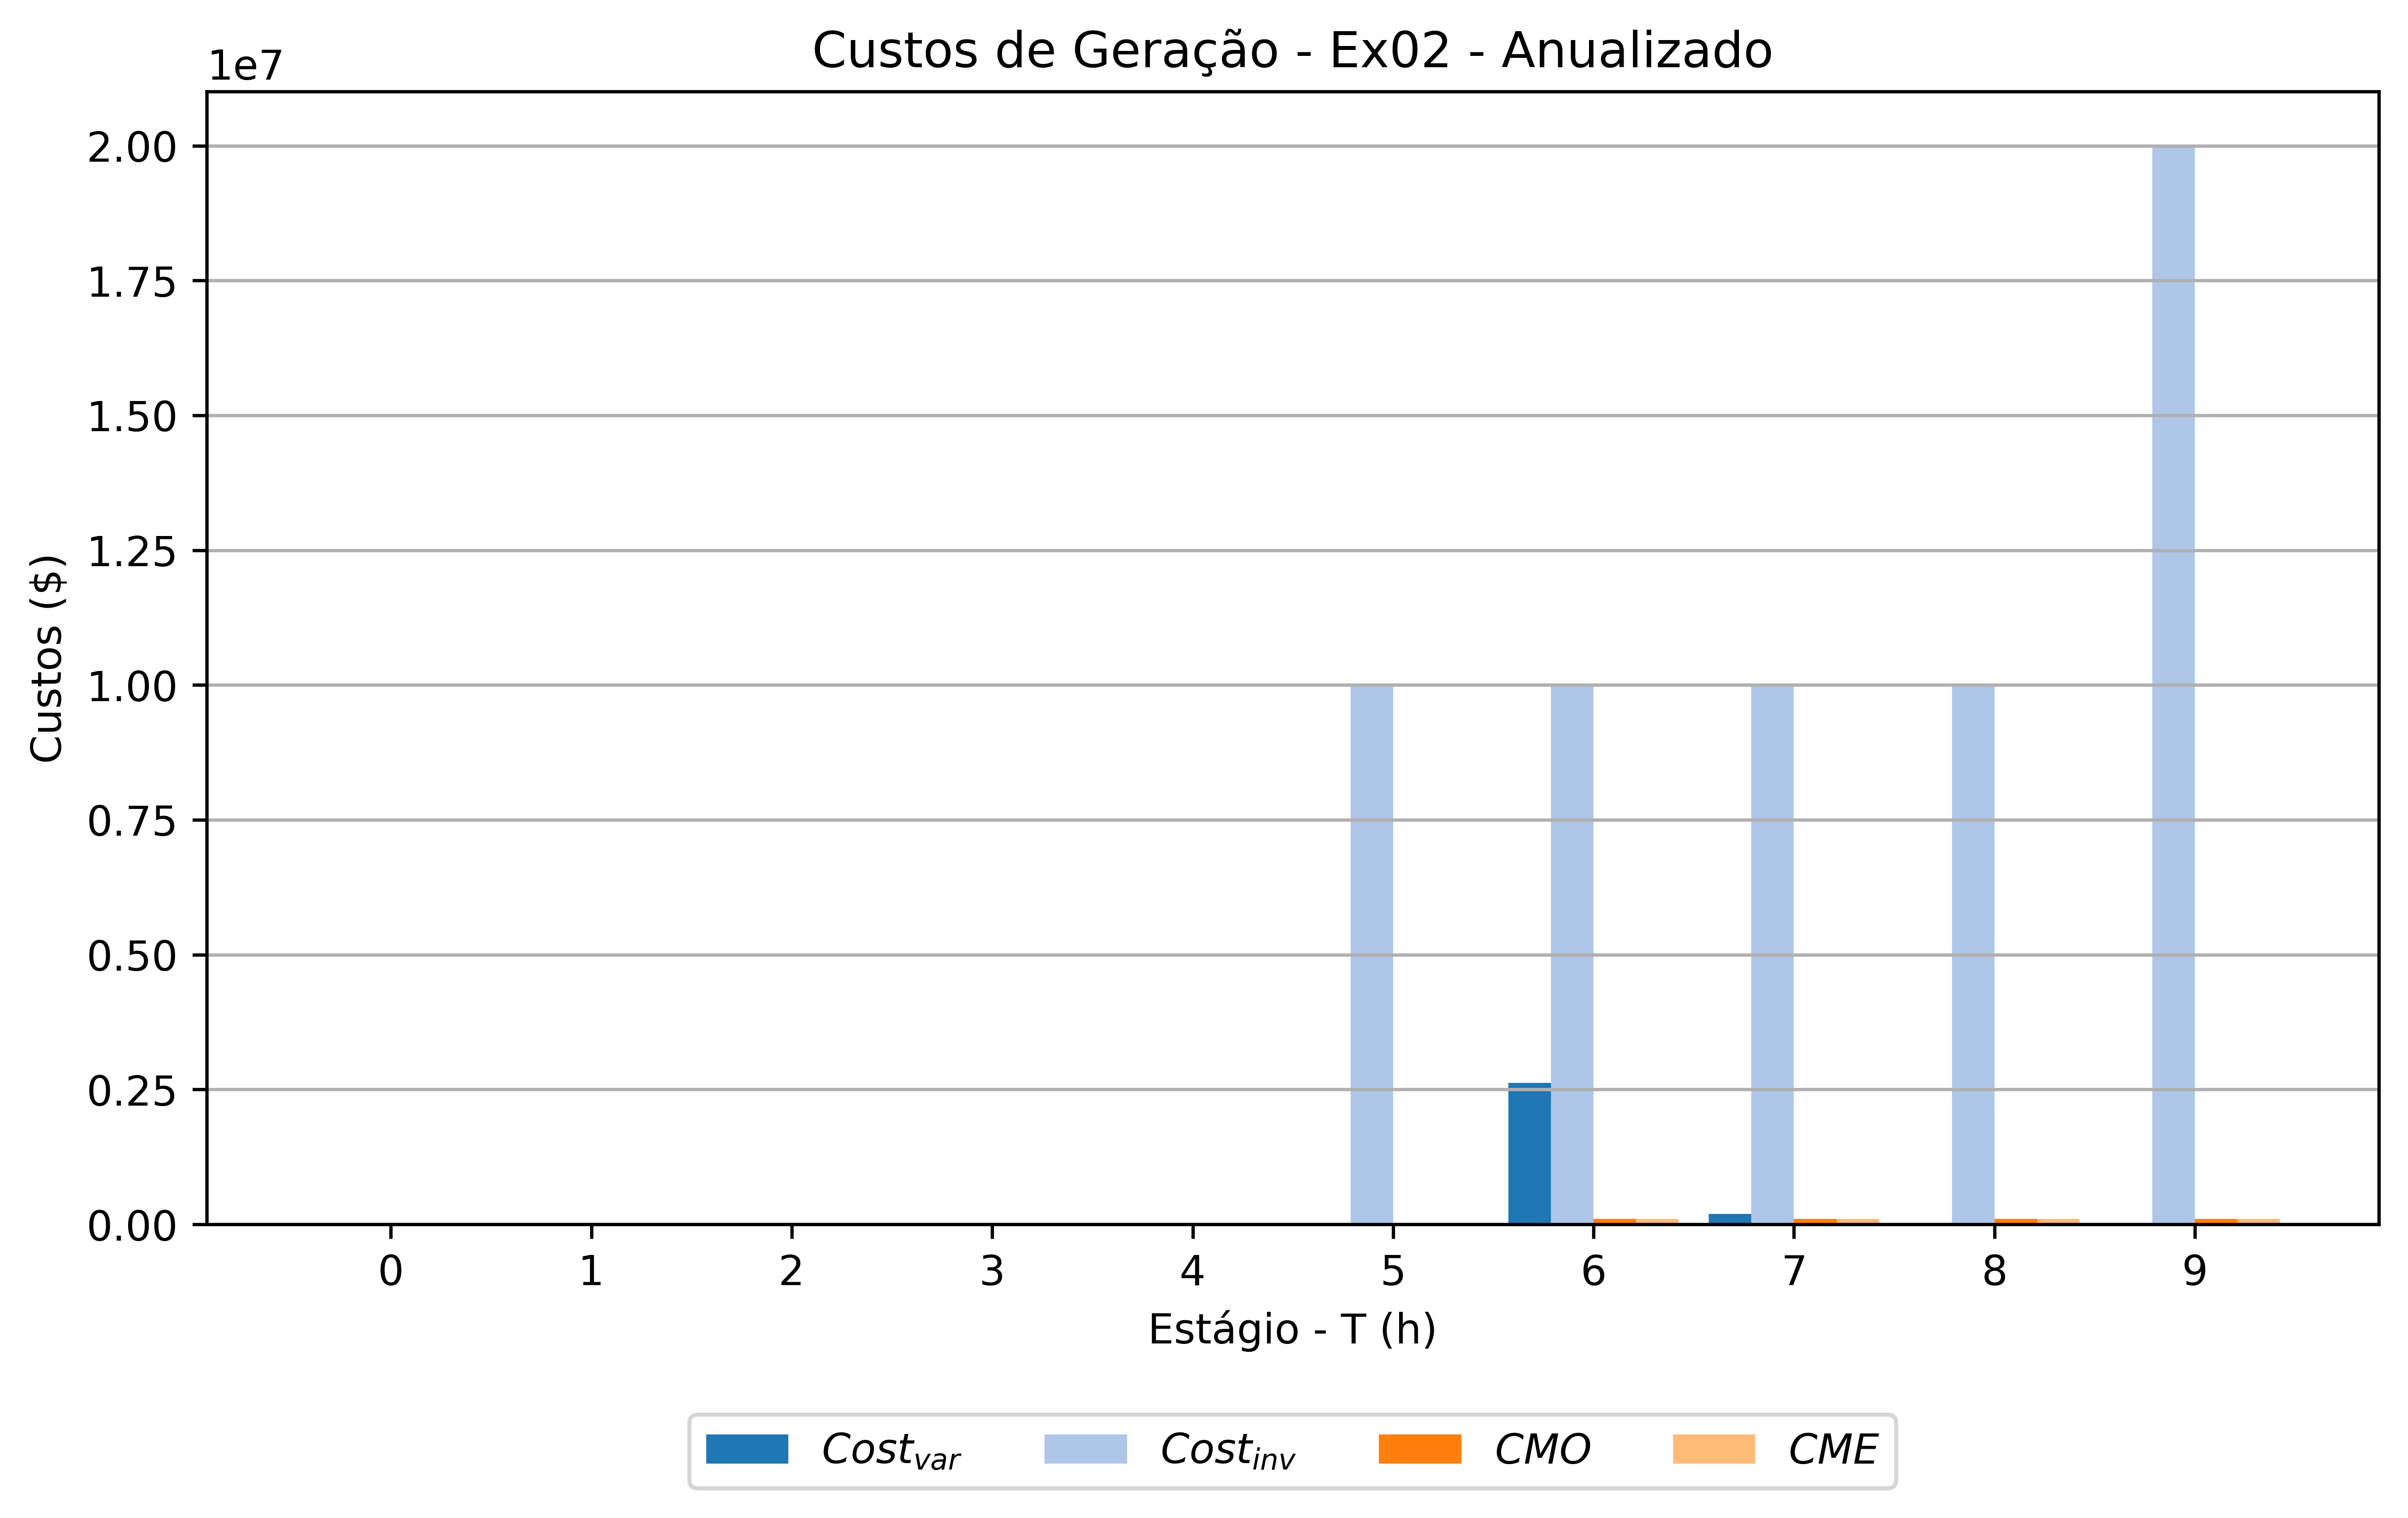 Custos de Geração - Ex02 - Anualizado
1e7
2.00
1.75
1.50
1.25
1.00
0.75
0.50
0.25
0.00
Custos ($)
0 1 2 3 4 5 6 7 8 9
Estágio - T (h)
Cost_var Cost_inv CMO CME